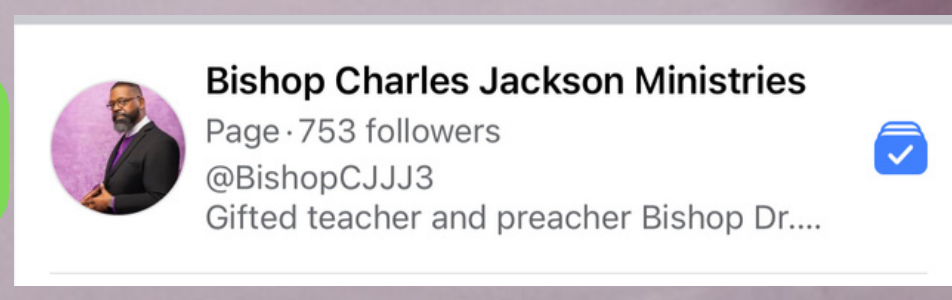 Bishop Charles Jackson Ministries
Page · 753 followers
@BishopCJJJ3
Gifted teacher and preacher Bishop Dr....